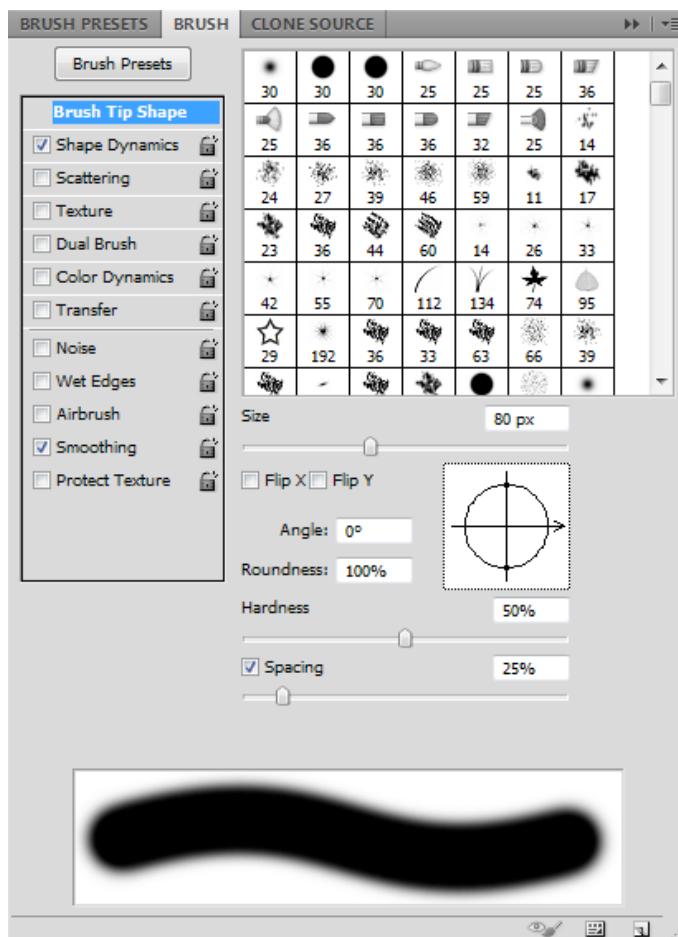 BRUSH PRESETS BRUSH CLONE SOURCE
Brush Presets
Brush Tip Shape
Shape Dynamics
Scattering
Texture
Dual Brush
Color Dynamics
Transfer
Noise
Wet Edges
Airbrush
Smoothing
Protect Texture
30 30 30 25 25 25 36
25 36 36 36 32 25 14
24 27 39 46 59 11 17
23 36 44 60 14 26 33
42 55 70 112 134 74 95
29 192 36 33 63 66 39
Size 80 px
Flip X Flip Y
Angle: 0º
Roundness: 100%
Hardness 50%
Spacing 25%